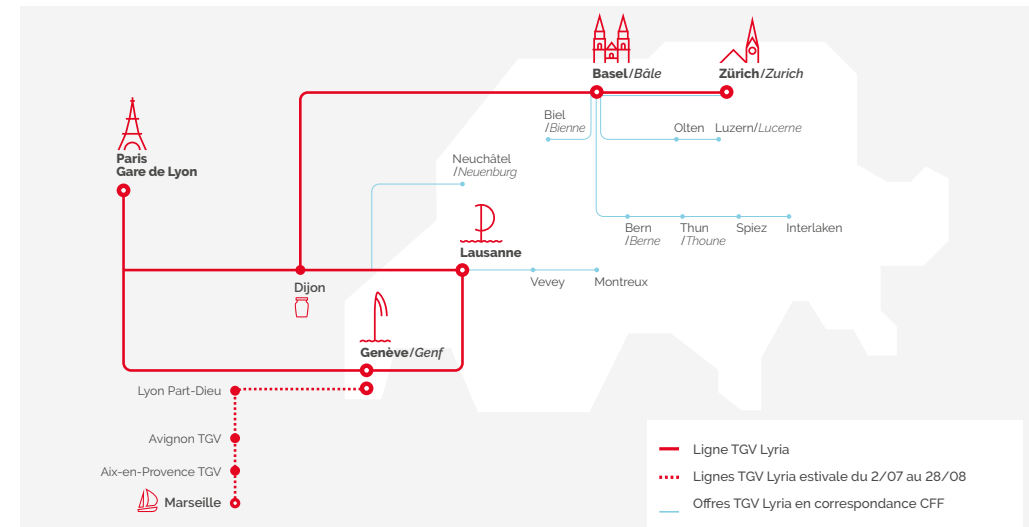 Basel/Bâle
Zürich/Zurich
Biel
/Bienne
Olten
Luzern/Lucerne
Paris
Gare de Lyon
Neuchâtel
/Neuenburg
Bern
/Berne
Thun
/Thoune
Spiez
Interlaken
Lausanne
Dijon
Vevey
Montreux
Genève/Genf
Lyon Part-Dieu
Avignon TGV
Aix-en-Provence TGV
Marseille
Ligne TGV Lyria
Lignes TGV Lyria estivale du 2/07 au 28/08
Offres TGV Lyria en correspondance CFF